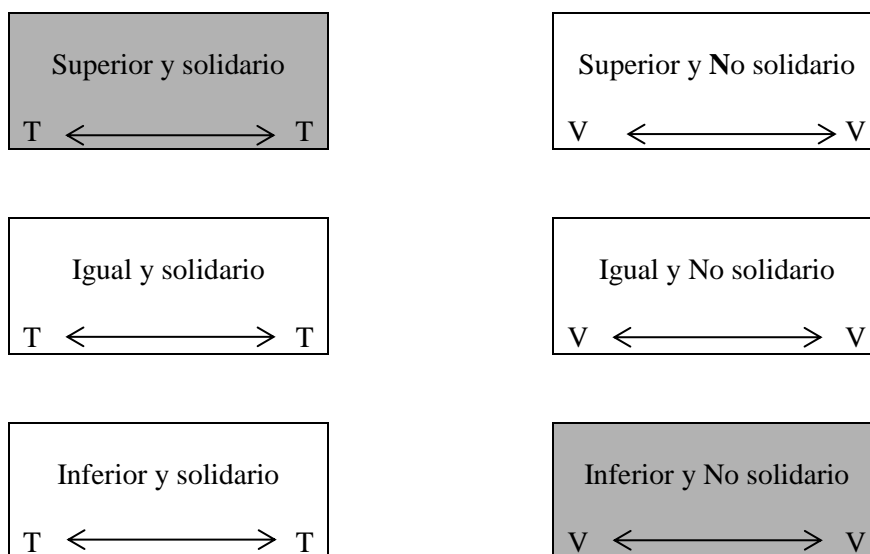 Superior y solidario
T T
Superior y No solidario
V V
Igual y solidario
T T
Igual y No solidario
V V
Inferior y solidario
T T
Inferior y No solidario
V V